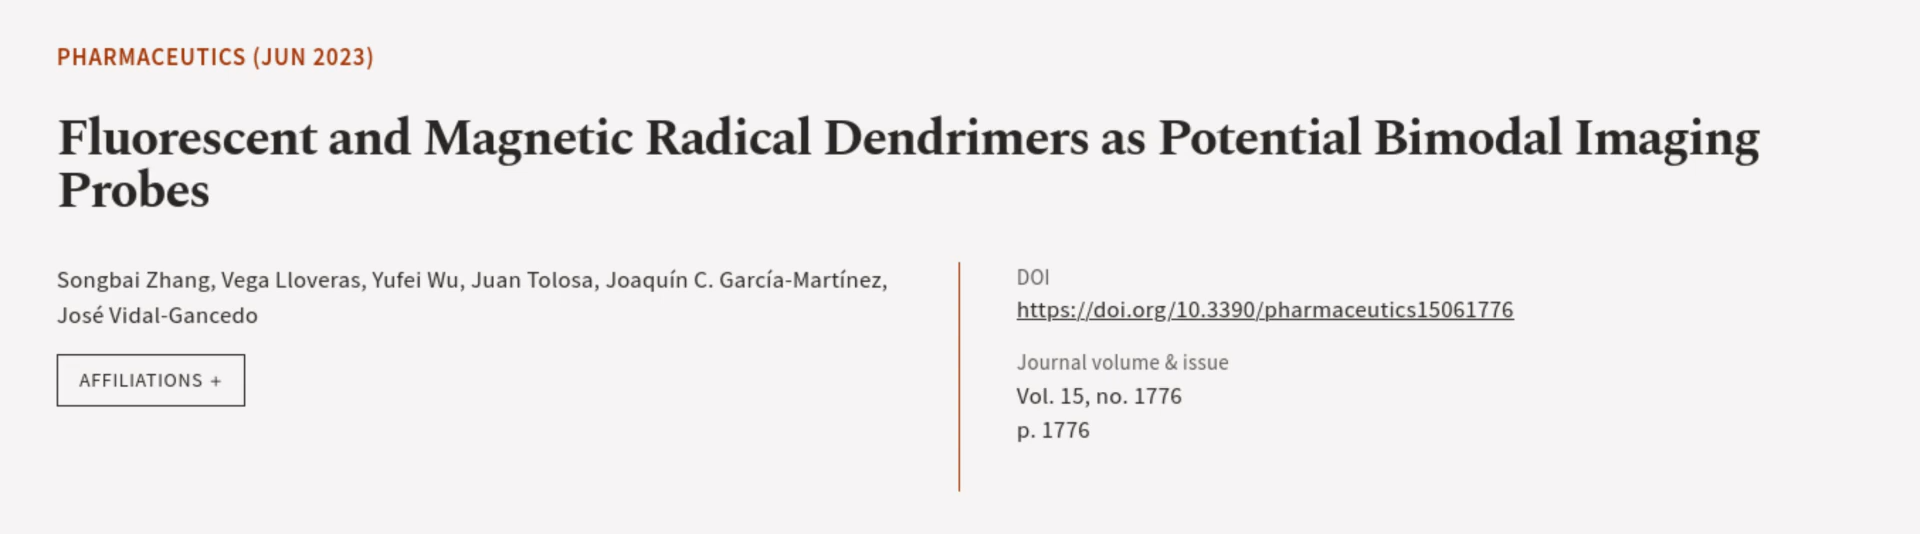 PHARMACEUTICS (JUN 2023)
Fluorescent and Magnetic Radical Dendrimers as Potential Bimodal Imaging
Probes
Songbai Zhang, Vega Lloveras, Yufei Wu, Juan Tolosa, Joaquín C. García-Martínez,
José Vidal-Gancedo
AFFILIATIONS +
DOI
https://doi.org/10.3390/pharmaceutics15061776
Journal volume & issue
Vol. 15, no. 1776
p. 1776